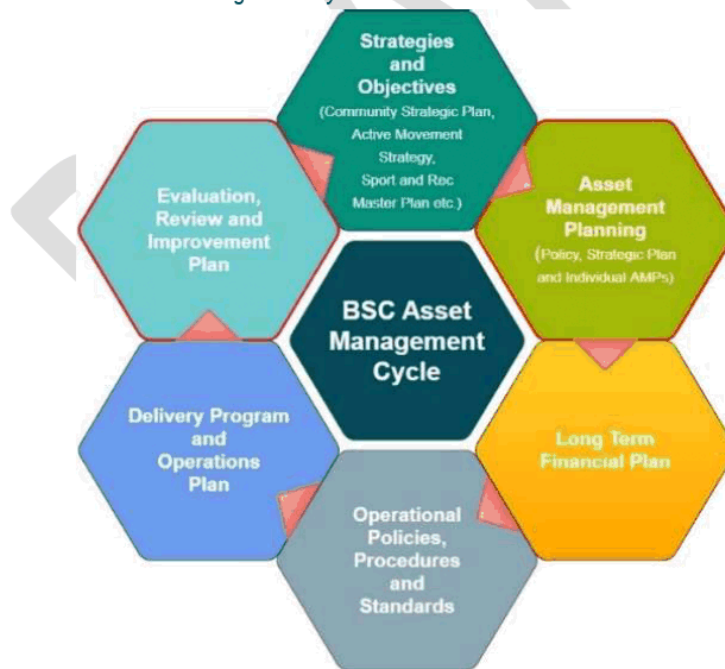 Strategies
and
Objectives
(Community Strategic Plan,
Active Movement
Strategy,
Sport and Rec
Master Plan etc.)
Asset
Management
Planning
(Policy, Strategic Plan
and Individual AMPs)
Evaluation,
Review and
Improvement
Plan
BSC Asset
Management
Cycle
Delivery Program
and
Operations
Plan
Long Term
Financial Plan
Operational
Policies,
Procedures
and
Standards